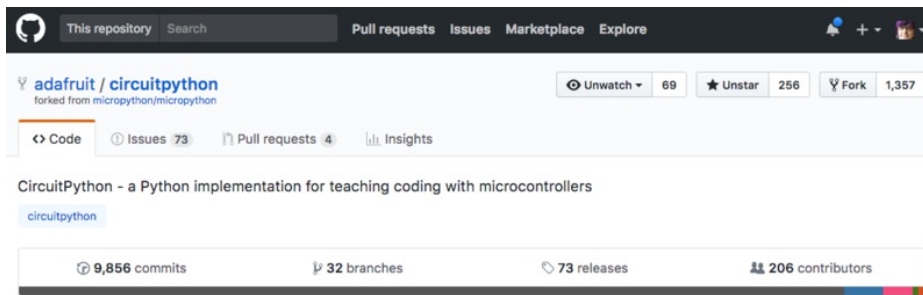 This repository Search Pull requests Issues Marketplace Explore
adafruit / circuitpython Unwatch 69 Unstar 256 Fork 1,357
forked from micropython/micropython
Code Issues 73 Pull requests 4 Insights
CircuitPython - a Python implementation for teaching coding with microcontrollers
circuitpython
9,856 commits 32 branches 73 releases 206 contributors